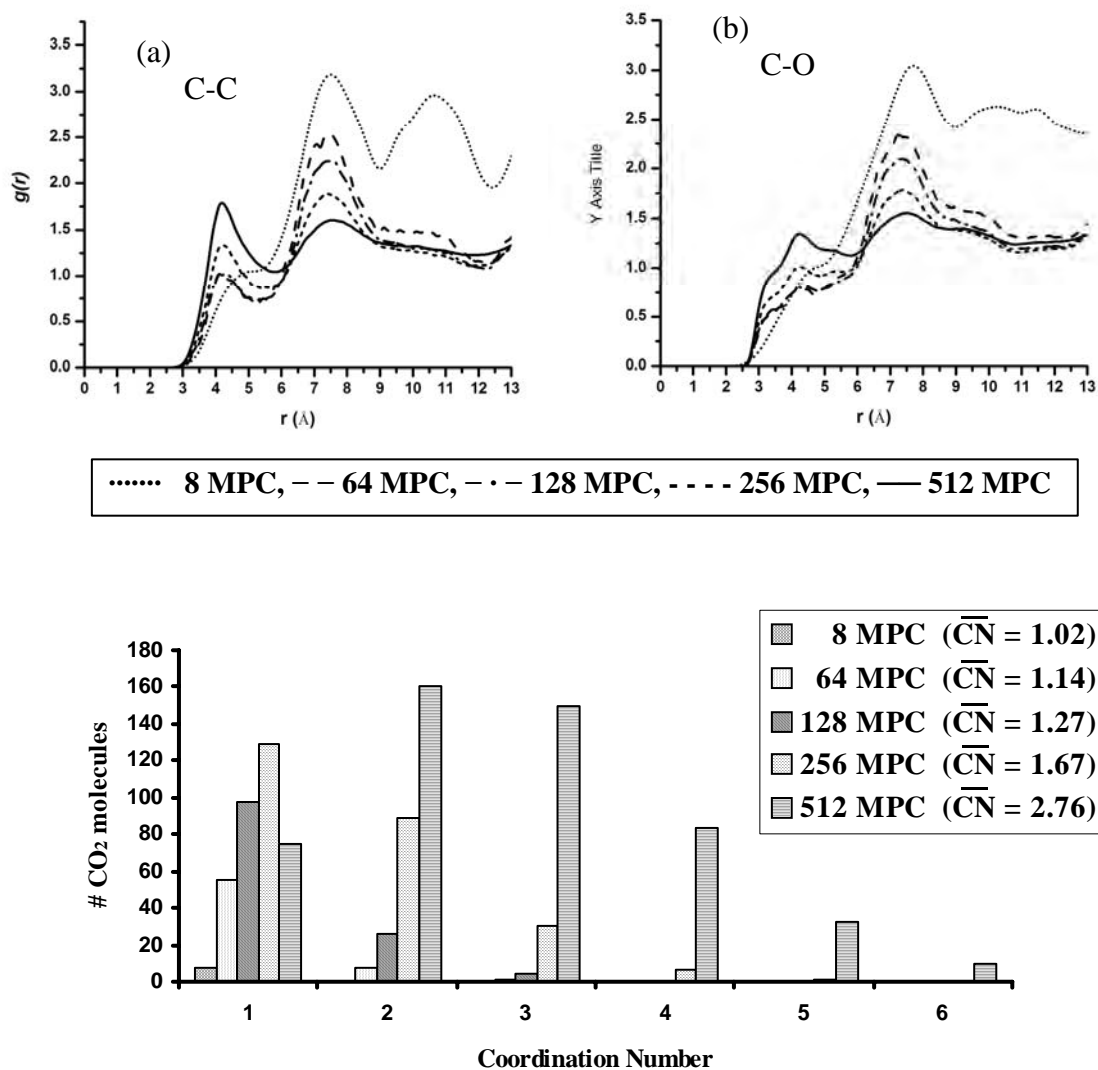 (a)
C-C
3.5
3.0
2.5
2.0
1.5
1.0
0.5
0.0
g(r)
0 1 2 3 4 5 6 7 8 9 10 11 12 13
r (Å)
(b)
C-O
3.5
3.0
2.5
2.0
1.5
1.0
0.5
0.0
Y Axis Title
0 1 2 3 4 5 6 7 8 9 10 11 12 13
r (Å)
8 MPC, 64 MPC, 128 MPC, 256 MPC, 512 MPC
180
160
140
120
100
80
60
40
20
0
# CO₂ molecules
8 MPC (C̅N̅ = 1.02)
64 MPC (C̅N̅ = 1.14)
128 MPC (C̅N̅ = 1.27)
256 MPC (C̅N̅ = 1.67)
512 MPC (C̅N̅ = 2.76)
1 2 3 4 5 6
Coordination Number